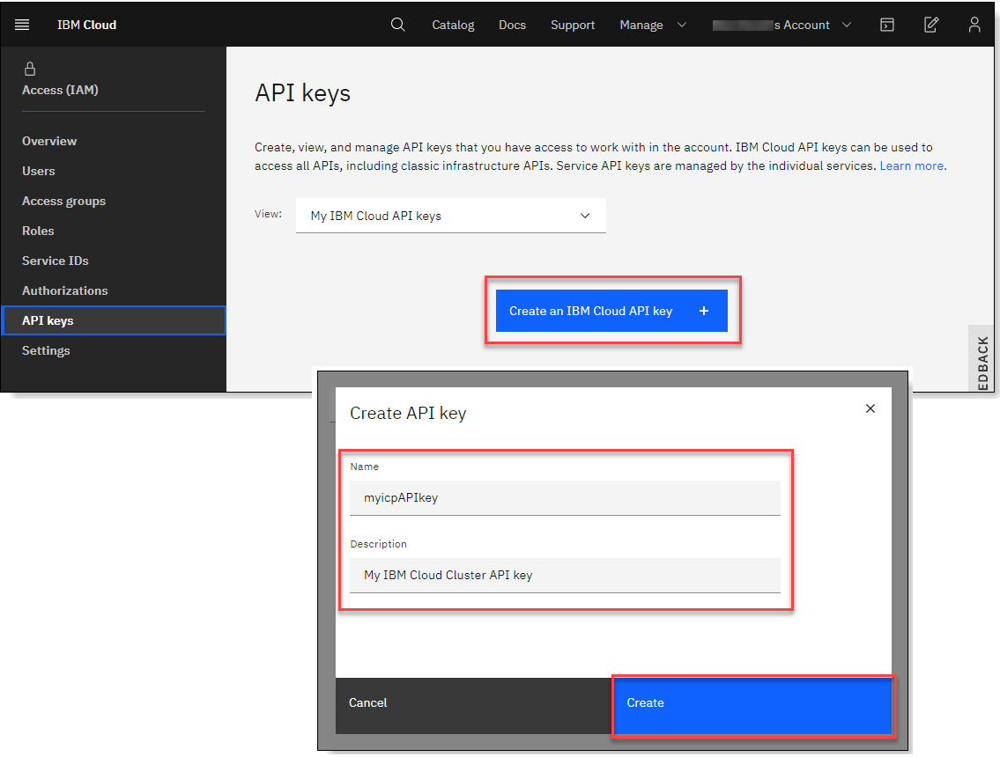 IBM Cloud
Catalog
Docs
Support
Manage
s Account
Access (IAM)
Overview
Users
Access groups
Roles
Service IDs
Authorizations
API keys
Settings
API keys
Create, view, and manage API keys that you have access to work with in the account. IBM Cloud API keys can be used to
access all APIs, including classic infrastructure APIs. Service API keys are managed by the individual services. Learn more.
View:
My IBM Cloud API keys
Create an IBM Cloud API key +
EDBACK
Create API key
Name
myicpAPIkey
Description
My IBM Cloud Cluster API key
Cancel
Create